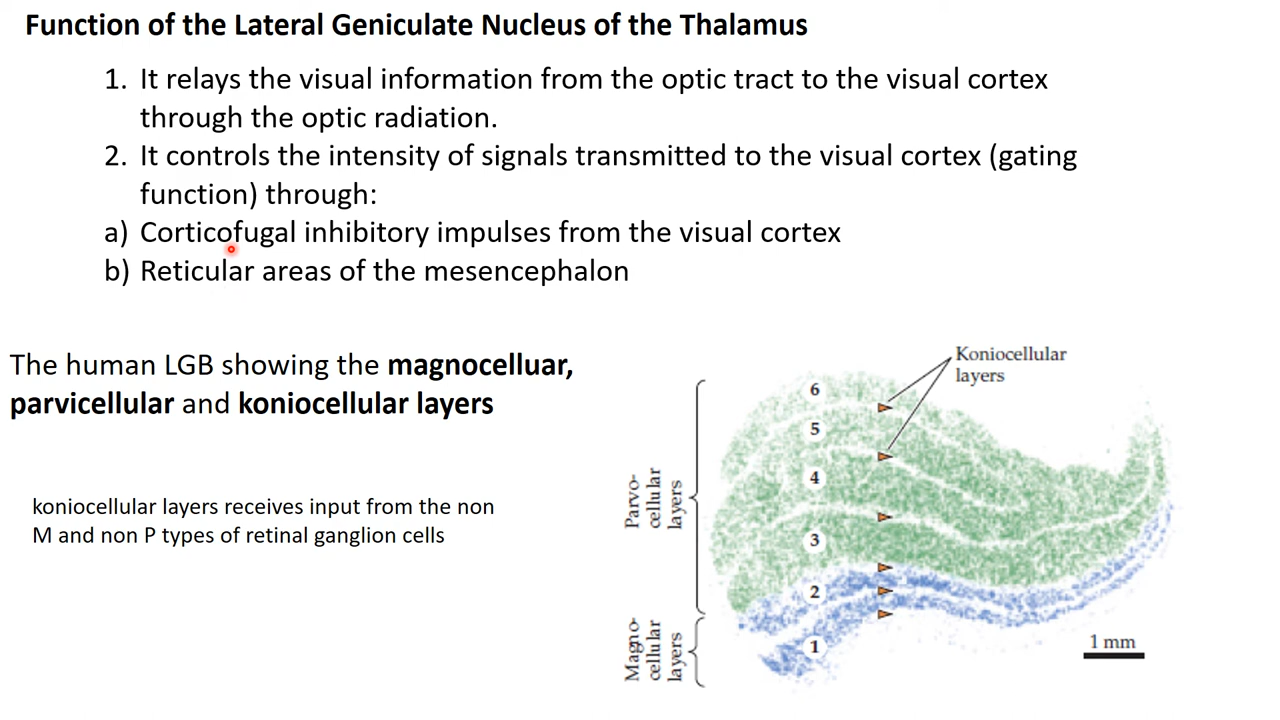 Function of the Lateral Geniculate Nucleus of the Thalamus
1. It relays the visual information from the optic tract to the visual cortex
through the optic radiation.
2. It controls the intensity of signals transmitted to the visual cortex (gating
function) through:
a) Corticofugal inhibitory impulses from the visual cortex
b) Reticular areas of the mesencephalon
The human LGB showing the magnocelluar,
parvicellular and koniocellular layers
koniocellular layers receives input from the non
M and non P types of retinal ganglion cells
Koniocellular
layers
6
5
4
3
2
1
Parvo-
cellular
layers
Magno-
cellular
layers
1 mm